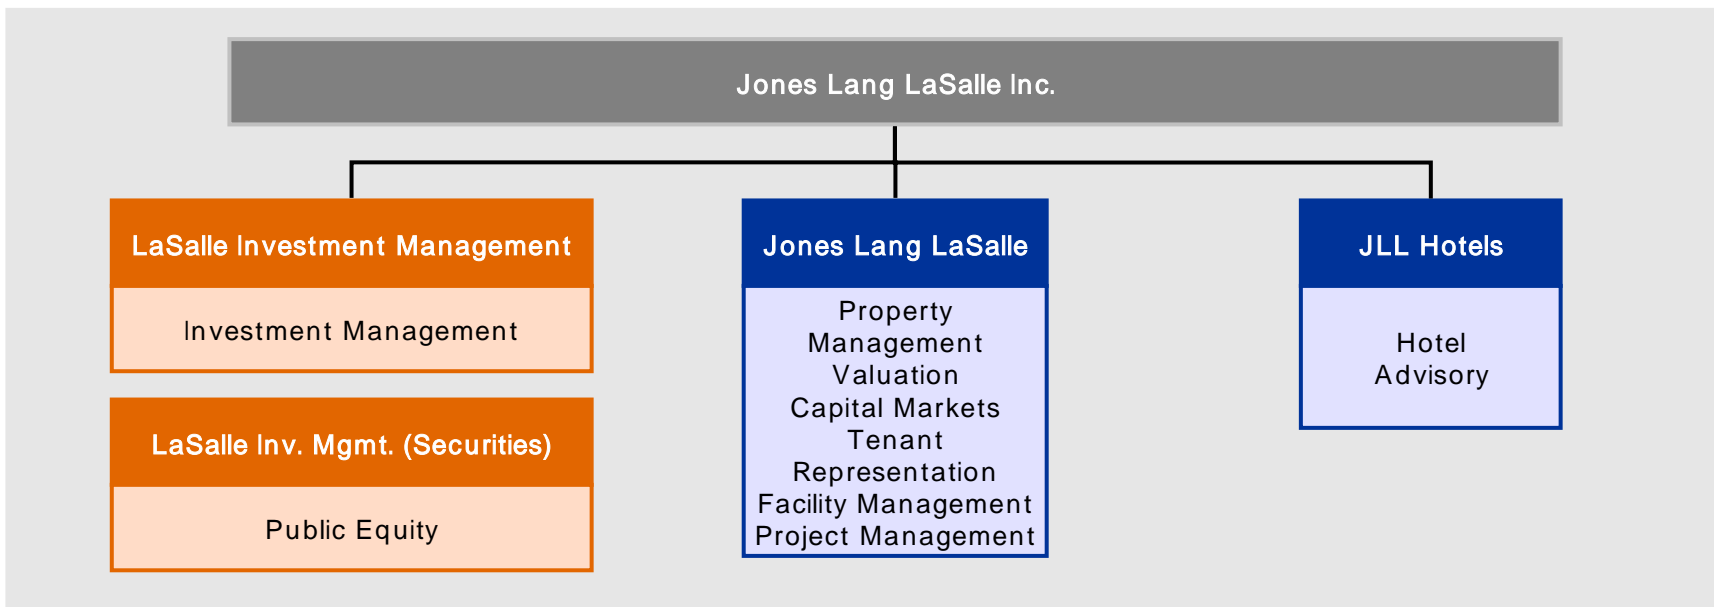 Jones Lang LaSalle Inc.
LaSalle Investment Management
Investment Management
LaSalle Inv. Mgmt. (Securities)
Public Equity
Jones Lang LaSalle
Property
Management
Valuation
Capital Markets
Tenant
Representation
Facility Management
Project Management
JLL Hotels
Hotel
Advisory